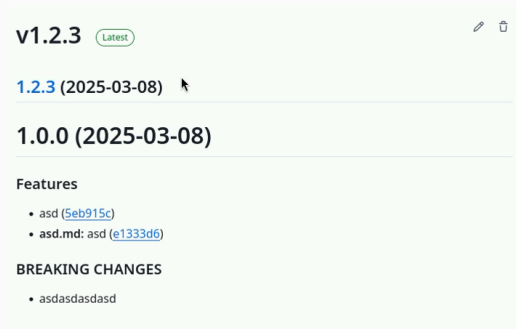 v1.2.3 Latest
1.2.3 (2025-03-08)
1.0.0 (2025-03-08)
Features
• asd (5eb915c)
• asd.md: asd (e1333d6)
BREAKING CHANGES
• asdasdasdasd